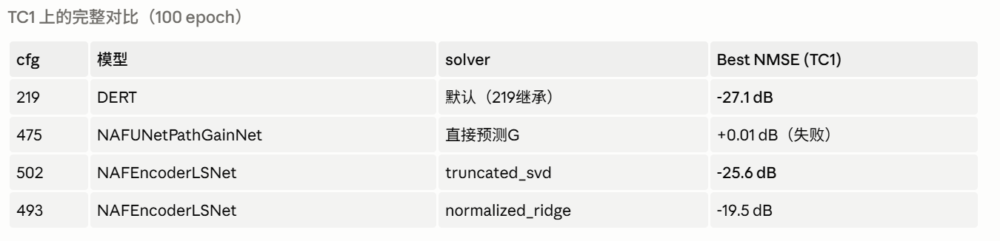 TC1 上的完整对比（100 epoch）
cfg 模型 solver Best NMSE (TC1)
219 DERT 默认（219继承） -27.1 dB
475 NAFUNetPathGainNet 直接预测G +0.01 dB（失败）
502 NAFEncoderLSNet truncated_svd -25.6 dB
493 NAFEncoderLSNet normalized_ridge -19.5 dB